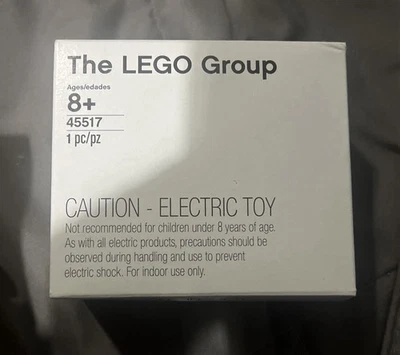 The LEGO Group
Ages/edades
8+
45517
1 pc/pz
CAUTION - ELECTRIC TOY
Not recommended for children under 8 years of age.
As with all electric products, precautions should be
observed during handling and use to prevent
electric shock. For indoor use only.